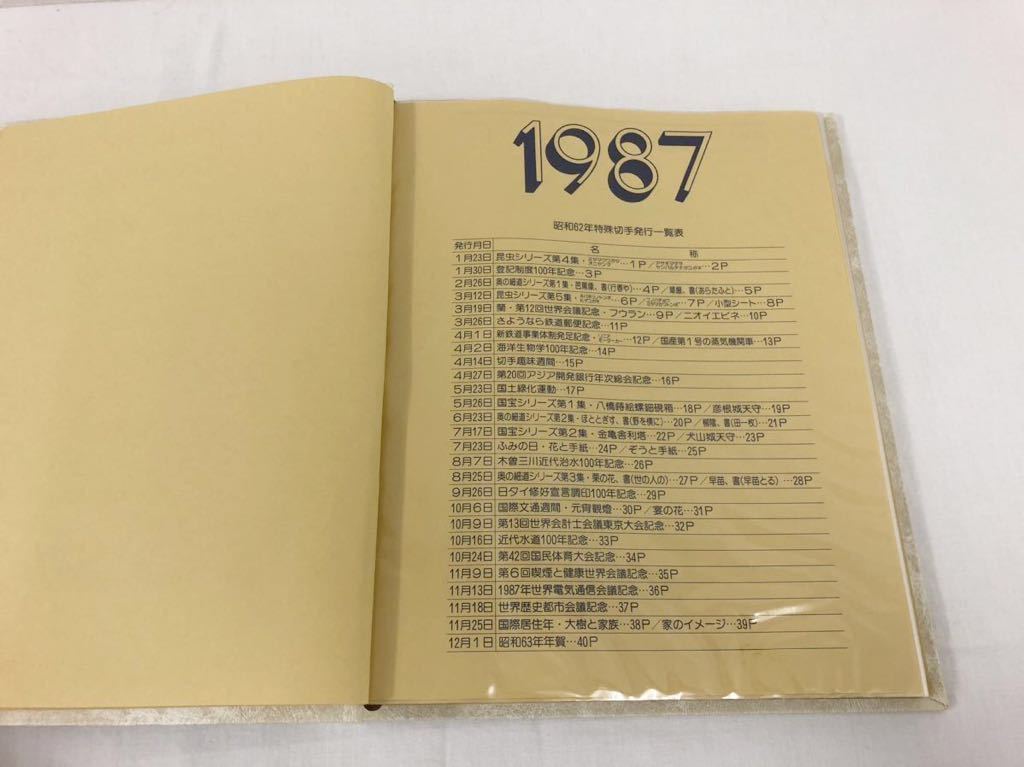 1987
昭和62年特殊切手発行一覧表
発行月日 名 称
1月23日 昆虫シリーズ第4集・…1P／…2P
1月30日 登記制度100年記念…3P
2月26日 奥の細道シリーズ第1集・芭蕉像、書(行春や)…4P／草屋、書(あらたふと)…5P
3月12日 昆虫シリーズ第5集・…6P／…7P／小型シート…8P
3月19日 蘭・第12回世界会議記念・フウラン…9P／ニオイエビネ…10P
3月26日 さようなら鉄道郵便記念…11P
4月1日 新鉄道事業体制発足記念・リニアモーターカー…12P／国産第1号の蒸気機関車…13P
4月2日 海洋生物学100年記念…14P
4月14日 切手趣味週間…15P
4月27日 第20回アジア開発銀行年次総会記念…16P
5月23日 国土緑化運動…17P
5月26日 国宝シリーズ第1集・八橋蒔絵螺鈿硯箱…18P／彦根城天守…19P
6月23日 奥の細道シリーズ第2集・ほととぎす、書(野を横に)…20P／柳陰、書(田一枚)…21P
7月17日 国宝シリーズ第2集・金亀舎利塔…22P／犬山城天守…23P
7月23日 ふみの日・花と手紙…24P／ぞうと手紙…25P
8月7日 木曽三川近代治水100年記念…26P
8月25日 奥の細道シリーズ第3集・栗の花、書(世の人の)…27P／早苗、書(早苗とる)…28P
9月26日 日タイ修好宣言調印100年記念…29P
10月6日 国際文通週間・元宵観燈…30P／宴の花…31P
10月9日 第13回世界会計士会議東京大会記念…32P
10月16日 近代水道100年記念…33P
10月24日 第42回国民体育大会記念…34P
11月9日 第6回喫煙と健康世界会議記念…35P
11月13日 1987年世界電気通信会議記念…36P
11月18日 世界歴史都市会議記念…37P
11月25日 国際居住年・大樹と家族…38P／家のイメージ…39P
12月1日 昭和63年年賀…40P